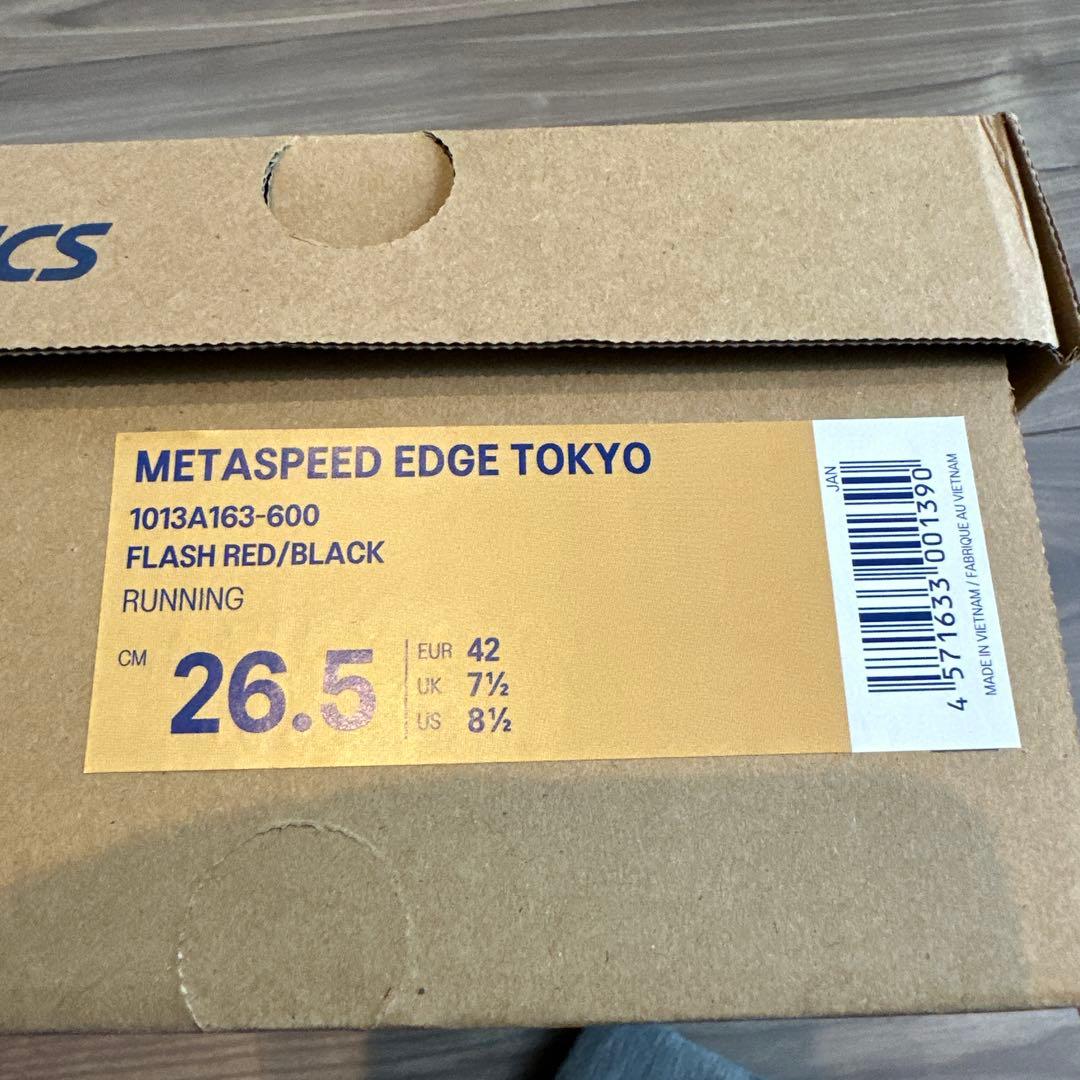 METASPEED EDGE TOKYO
1013A163-600
FLASH RED/BLACK
RUNNING
CM 26.5
EUR 42
UK 7½
US 8½
JAN
4 571633 001390
MADE IN VIETNAM / FABRIQUE AU VIETNAM